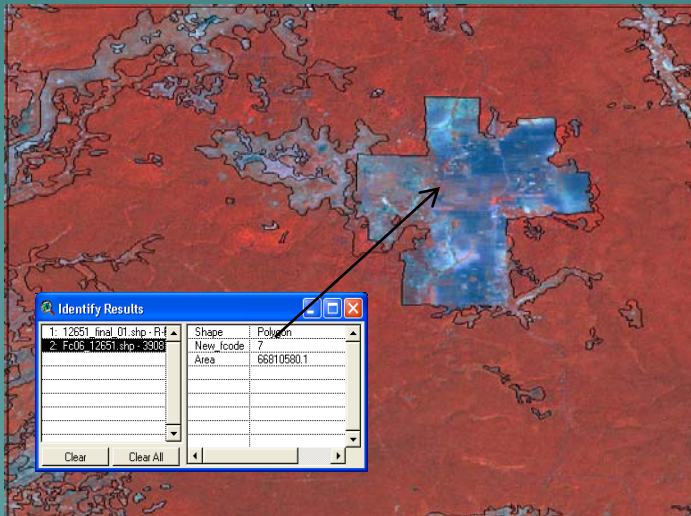 Identify Results
1: 12651_final_01.shp - R-F
2: Fc06_12651.shp - 3908
Shape Polygon
New_fcode 7
Area 66810580.1
Clear Clear All